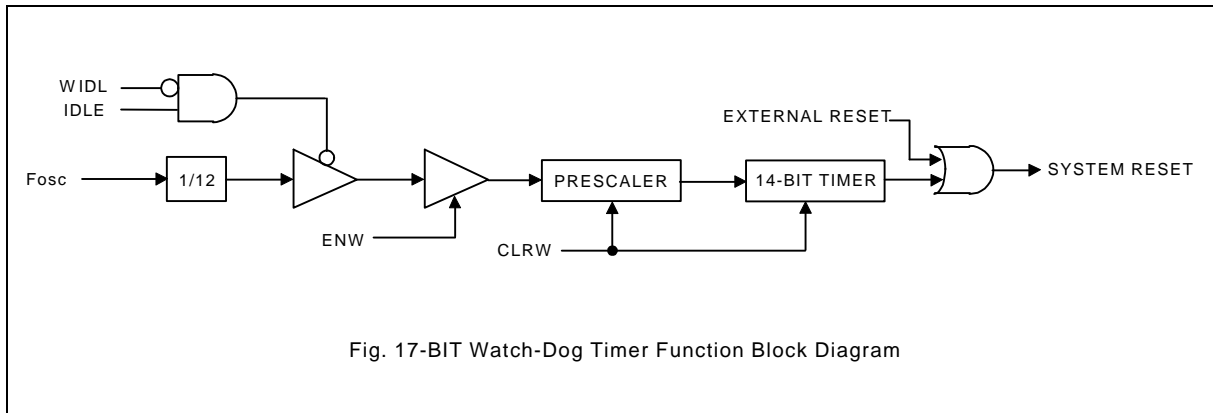 WIDL
IDLE
EXTERNAL RESET
Fosc
1/12
PRESCALER
14-BIT TIMER
SYSTEM RESET
ENW
CLRW
Fig. 17-BIT Watch-Dog Timer Function Block Diagram